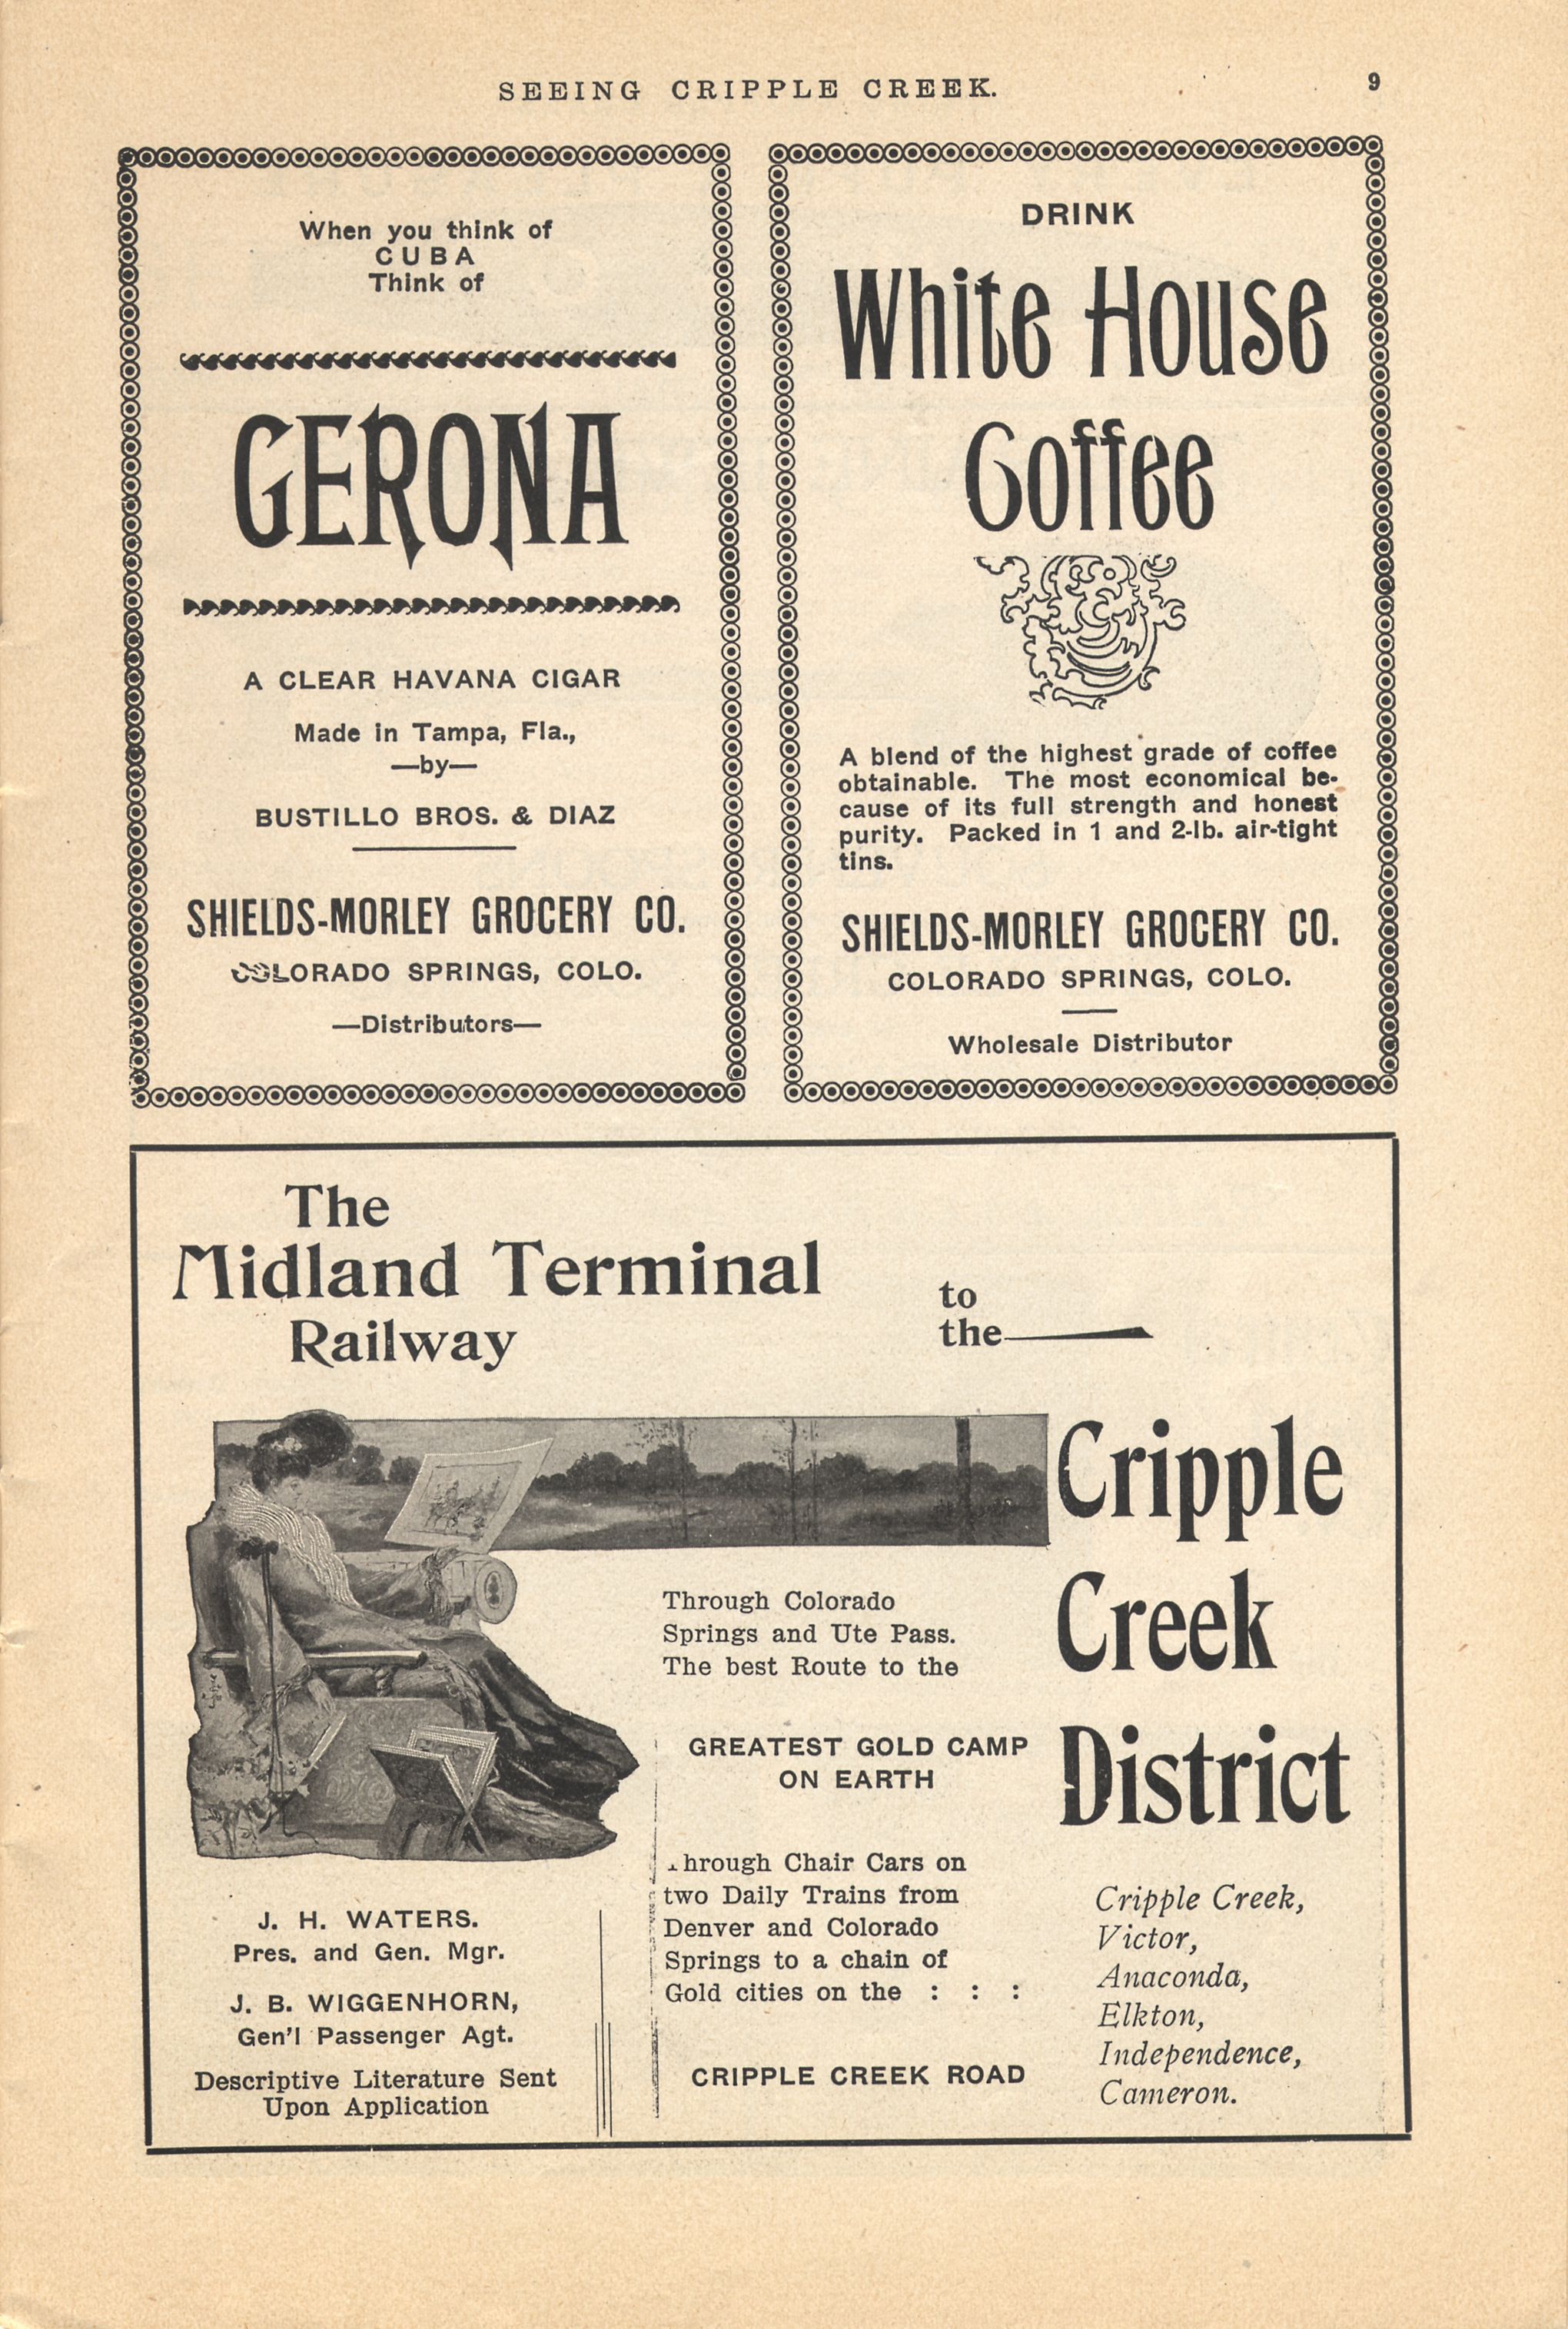 SEEING CRIPPLE CREEK.
9
When you think of
CUBA
Think of
GERONA
A CLEAR HAVANA CIGAR
Made in Tampa, Fla.,
—by—
BUSTILLO BROS. & DIAZ
SHIELDS-MORLEY GROCERY CO.
COLORADO SPRINGS, COLO.
—Distributors—
DRINK
White House
Coffee
A blend of the highest grade of coffee
obtainable. The most economical be-
cause of its full strength and honest
purity. Packed in 1 and 2-lb. air-tight
tins.
SHIELDS-MORLEY GROCERY CO.
COLORADO SPRINGS, COLO.
Wholesale Distributor
The
Midland Terminal
Railway
to
the
Cripple
Creek
District
Through Colorado
Springs and Ute Pass.
The best Route to the
GREATEST GOLD CAMP
ON EARTH
Through Chair Cars on
two Daily Trains from
Denver and Colorado
Springs to a chain of
Gold cities on the : : :
CRIPPLE CREEK ROAD
Cripple Creek,
Victor,
Anaconda,
Elkton,
Independence,
Cameron.
J. H. WATERS.
Pres. and Gen. Mgr.
J. B. WIGGENHORN,
Gen'l Passenger Agt.
Descriptive Literature Sent
Upon Application